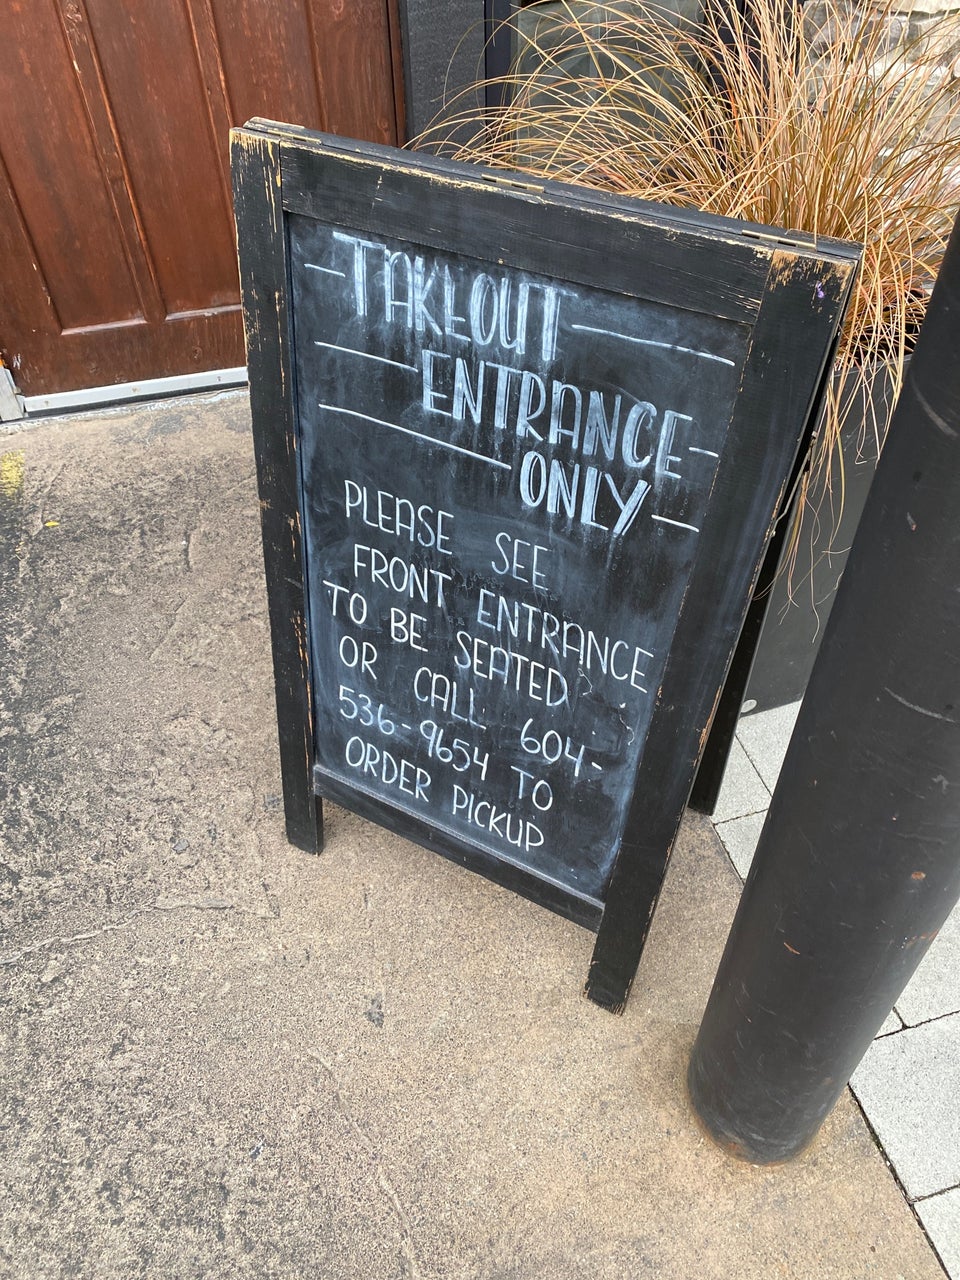 TAKEOUT
ENTRANCE
ONLY
PLEASE SEE
FRONT ENTRANCE
TO BE SEATED
OR CALL 604-
536-9654 TO
ORDER PICKUP